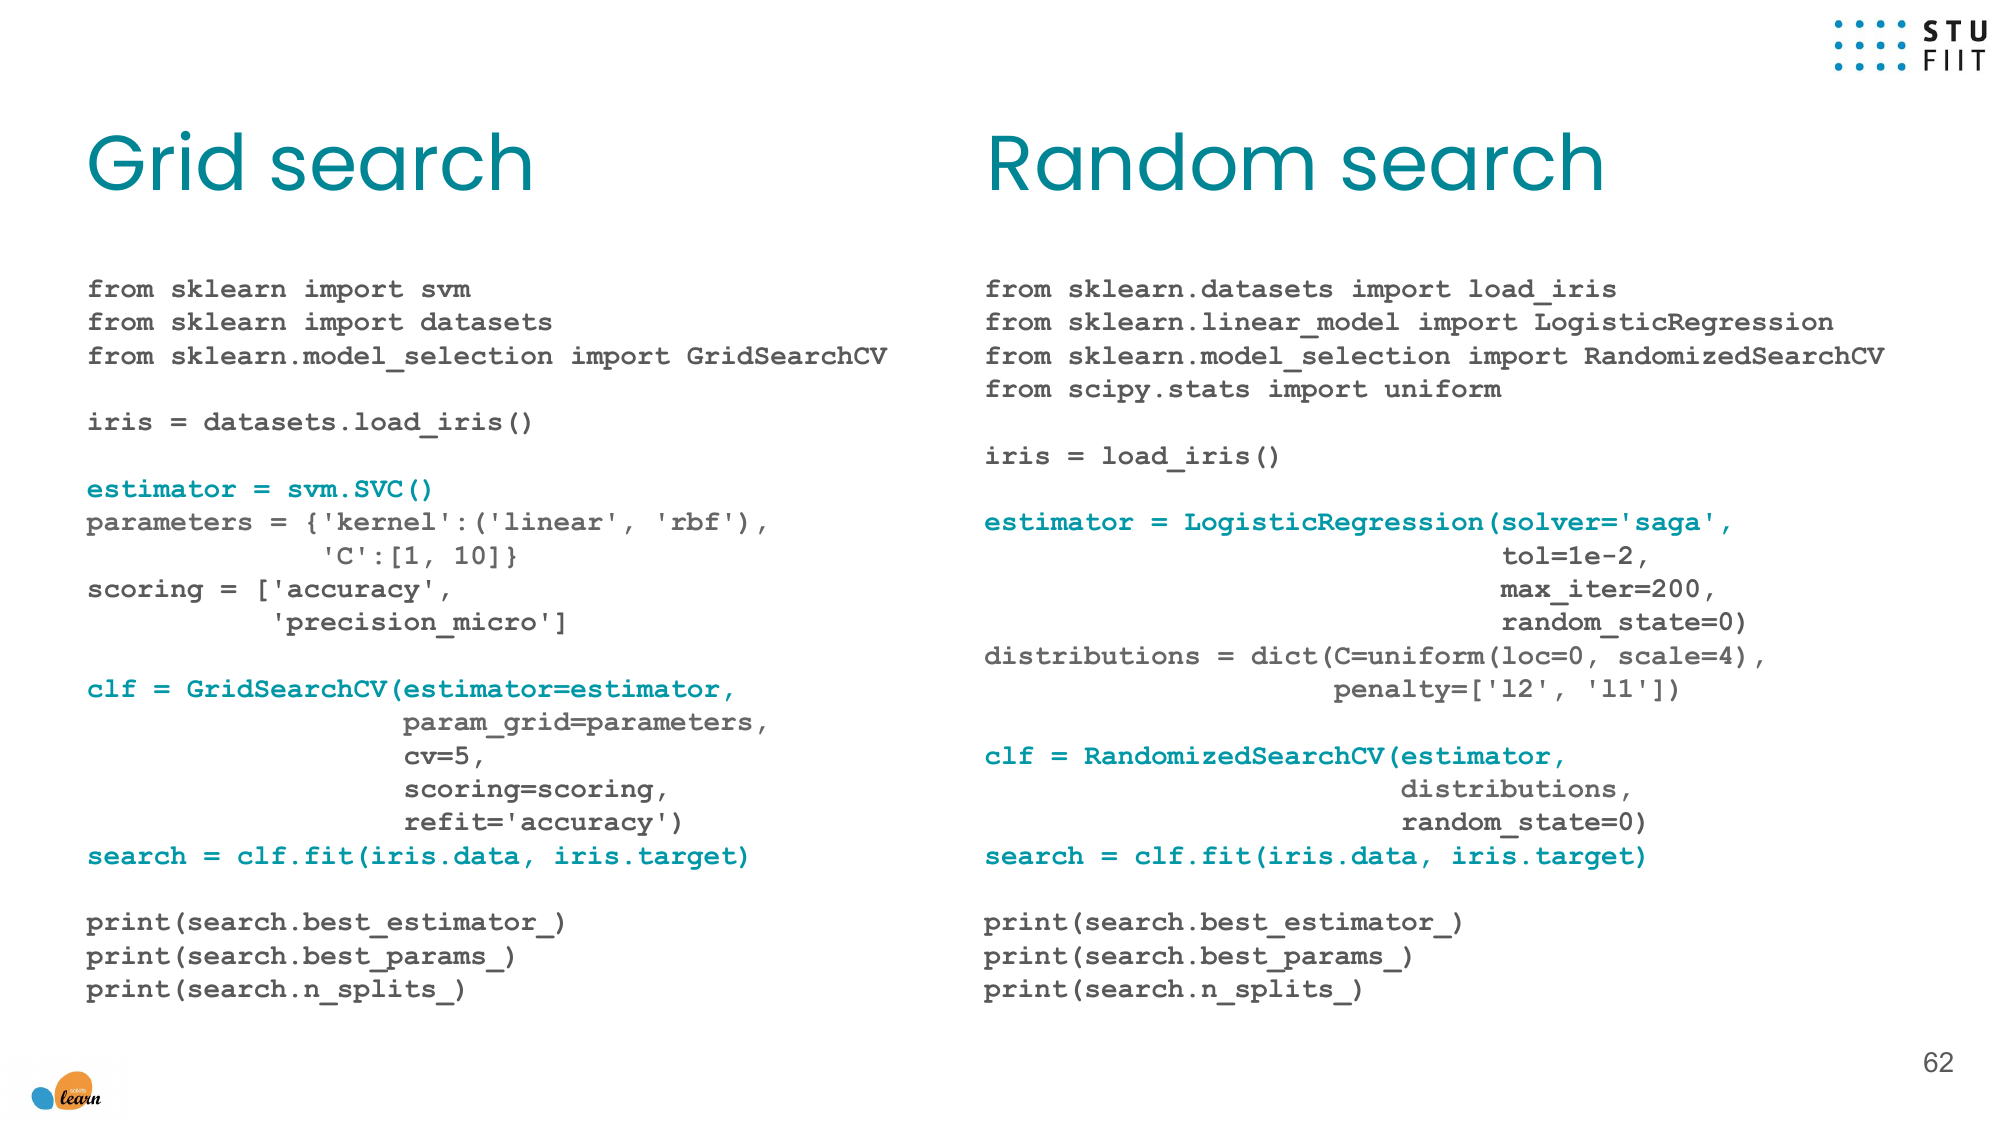 STU
FIIT
Grid search
from sklearn import svm
from sklearn import datasets
from sklearn.model_selection import GridSearchCV
iris = datasets.load_iris()
estimator = svm.SVC()
parameters = {'kernel':('linear', 'rbf'),
'C':[1, 10]}
scoring = ['accuracy',
'precision_micro']
clf = GridSearchCV(estimator=estimator,
param_grid=parameters,
cv=5,
scoring=scoring,
refit='accuracy')
search = clf.fit(iris.data, iris.target)
print(search.best_estimator_)
print(search.best_params_)
print(search.n_splits_)
Random search
from sklearn.datasets import load_iris
from sklearn.linear_model import LogisticRegression
from sklearn.model_selection import RandomizedSearchCV
from scipy.stats import uniform
iris = load_iris()
estimator = LogisticRegression(solver='saga',
tol=1e-2,
max_iter=200,
random_state=0)
distributions = dict(C=uniform(loc=0, scale=4),
penalty=['l2', 'l1'])
clf = RandomizedSearchCV(estimator,
distributions,
random_state=0)
search = clf.fit(iris.data, iris.target)
print(search.best_estimator_)
print(search.best_params_)
print(search.n_splits_)
learn
62